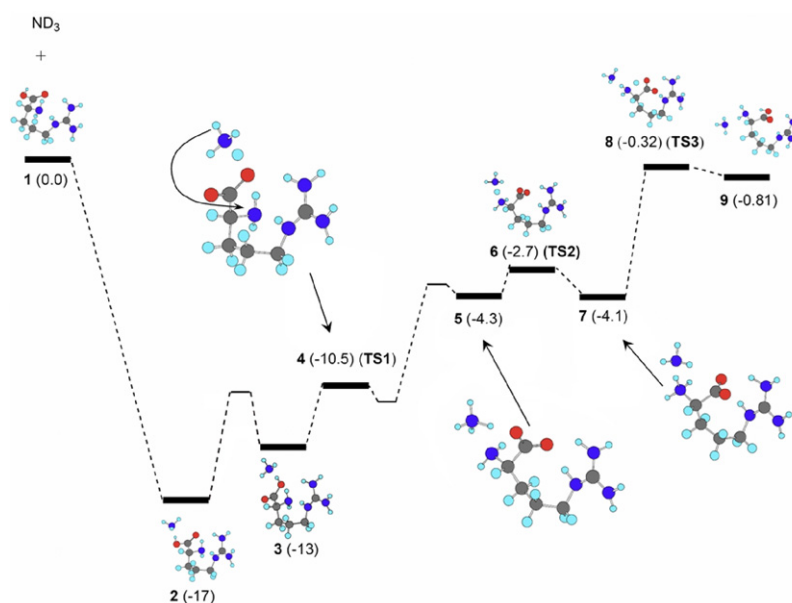 ND3
+
1 (0.0)
8 (-0.32) (TS3)
9 (-0.81)
6 (-2.7) (TS2)
5 (-4.3)
7 (-4.1)
4 (-10.5) (TS1)
3 (-13)
2 (-17)